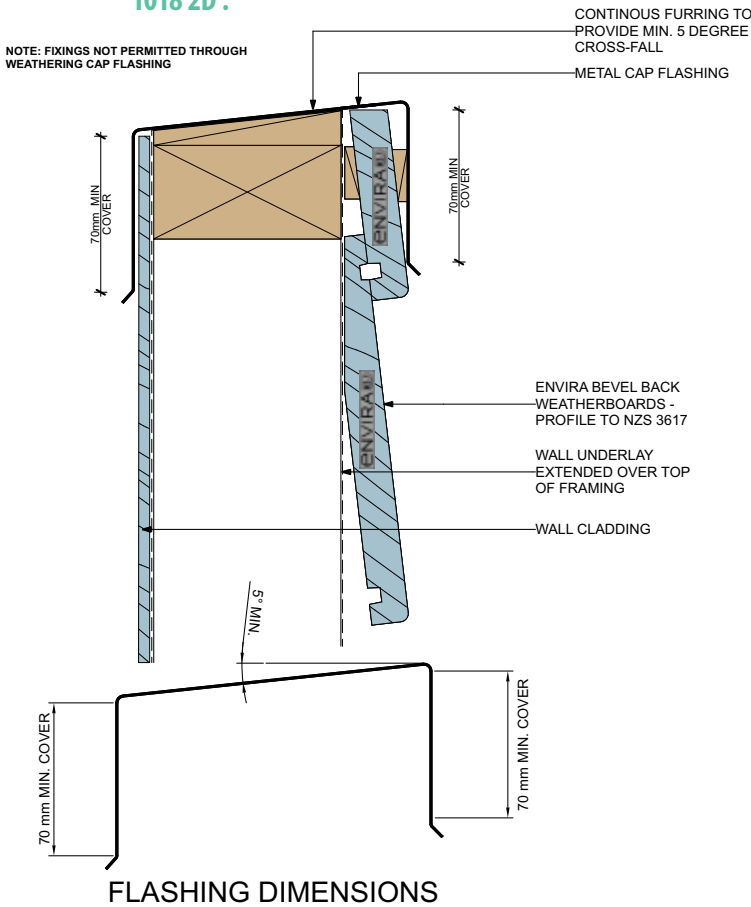 1018 2D :
NOTE: FIXINGS NOT PERMITTED THROUGH
WEATHERING CAP FLASHING
CONTINOUS FURRING TO
PROVIDE MIN. 5 DEGREE
CROSS-FALL
METAL CAP FLASHING
70mm MIN
COVER
70mm MIN
COVER
ENVIRA
ENVIRA
ENVIRA BEVEL BACK
WEATHERBOARDS -
PROFILE TO NZS 3617
WALL UNDERLAY
EXTENDED OVER TOP
OF FRAMING
WALL CLADDING
5° MIN.
70 mm MIN. COVER
70 mm MIN. COVER
FLASHING DIMENSIONS